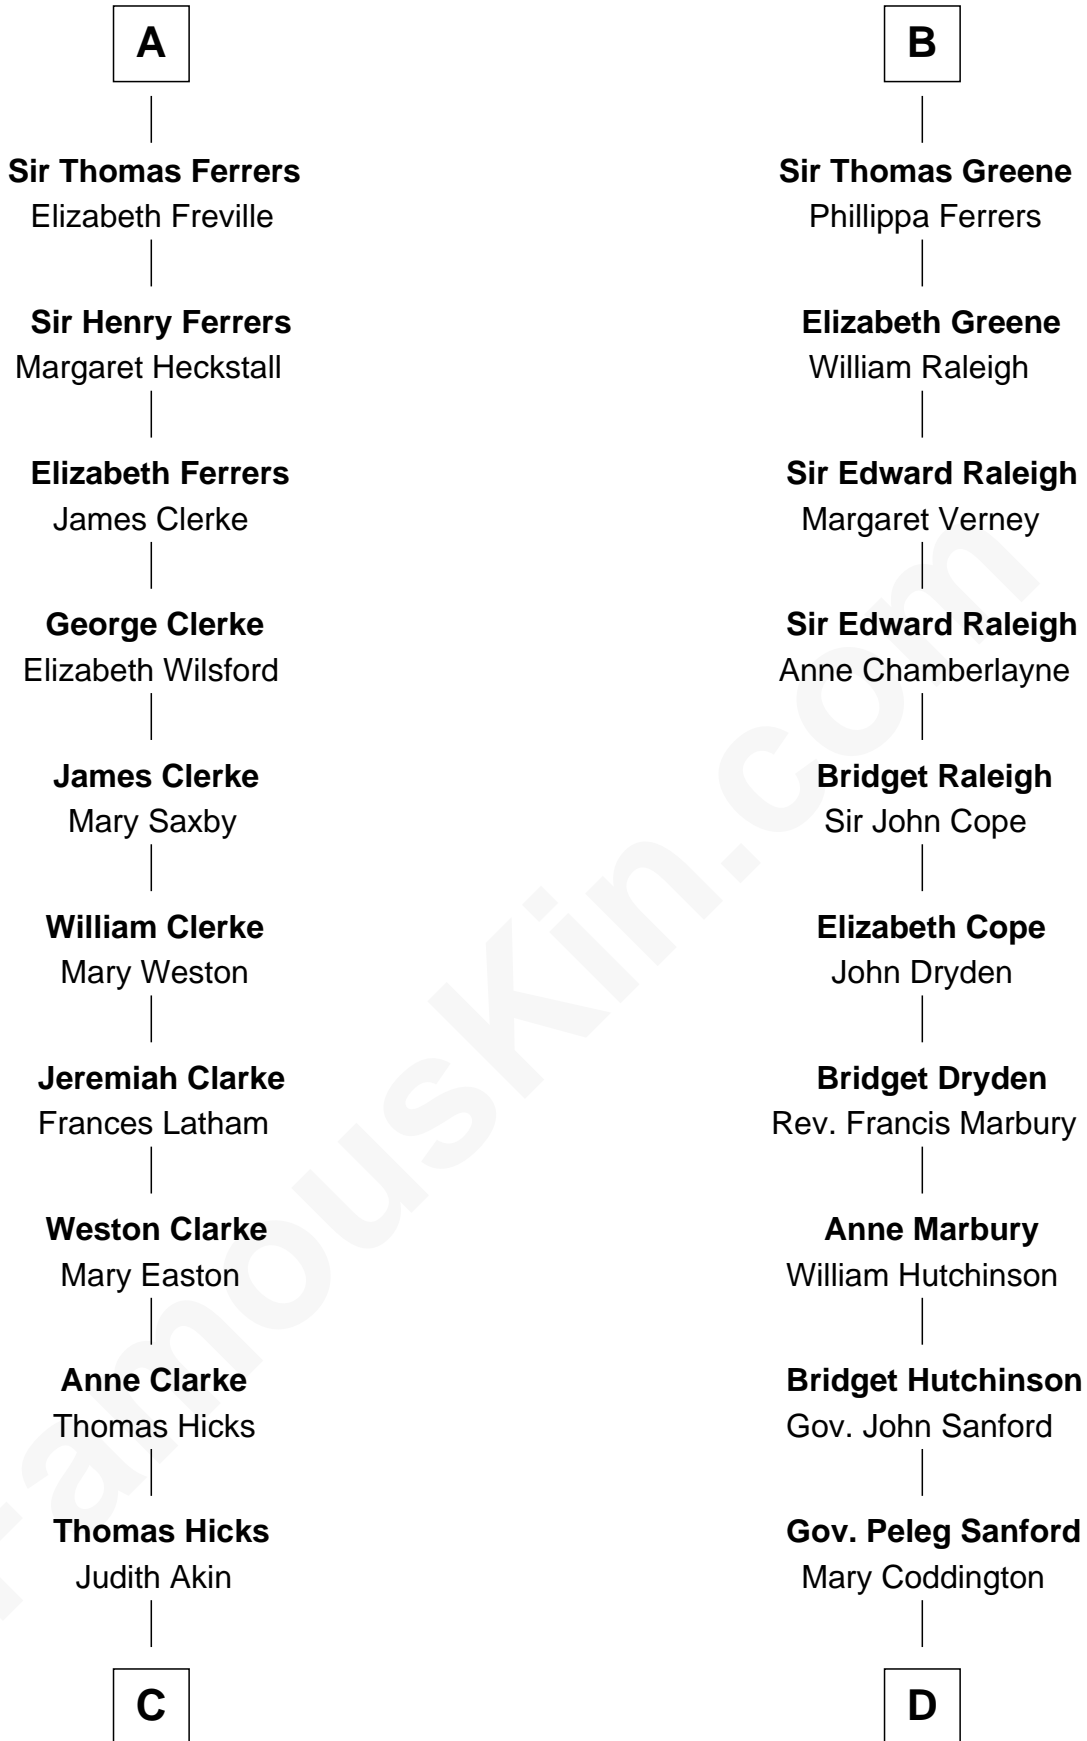 A
Sir Thomas Ferrers
Elizabeth Freville
Sir Henry Ferrers
Margaret Heckstall
Elizabeth Ferrers
James Clerke
George Clerke
Elizabeth Wilsford
James Clerke
Mary Saxby
William Clerke
Mary Weston
Jeremiah Clarke
Frances Latham
Weston Clarke
Mary Easton
Anne Clarke
Thomas Hicks
Thomas Hicks
Judith Akin
C
B
Sir Thomas Greene
Phillippa Ferrers
Elizabeth Greene
William Raleigh
Sir Edward Raleigh
Margaret Verney
Sir Edward Raleigh
Anne Chamberlayne
Bridget Raleigh
Sir John Cope
Elizabeth Cope
John Dryden
Bridget Dryden
Rev. Francis Marbury
Anne Marbury
William Hutchinson
Bridget Hutchinson
Gov. John Sanford
Gov. Peleg Sanford
Mary Coddington
D
FamousKin.com